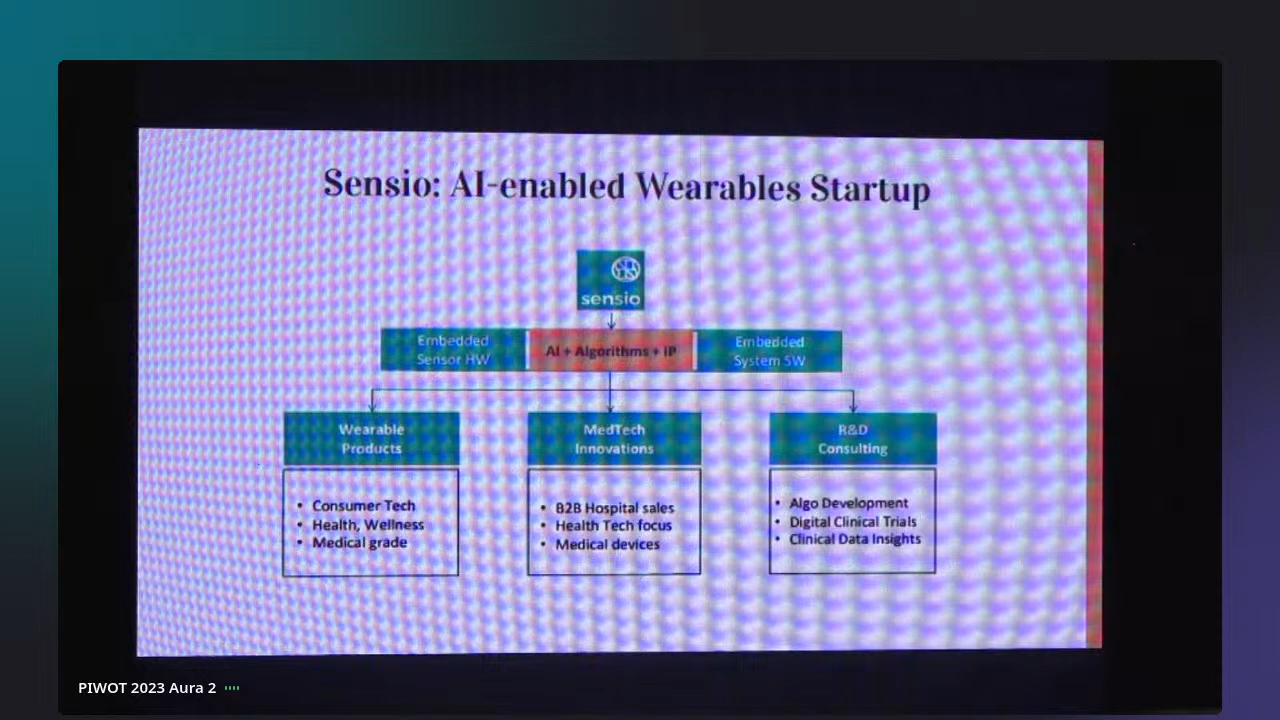 Sensio: AI-enabled Wearables Startup
sensio
Embedded
Sensor HW
AI + Algorithms + IP
Embedded
System SW
Wearable
Products
• Consumer Tech
• Health, Wellness
• Medical grade
MedTech
Innovations
• B2B Hospital sales
• Health Tech focus
• Medical devices
R&D
Consulting
• Algo Development
• Digital Clinical Trials
• Clinical Data Insights
PIWOT 2023 Aura 2